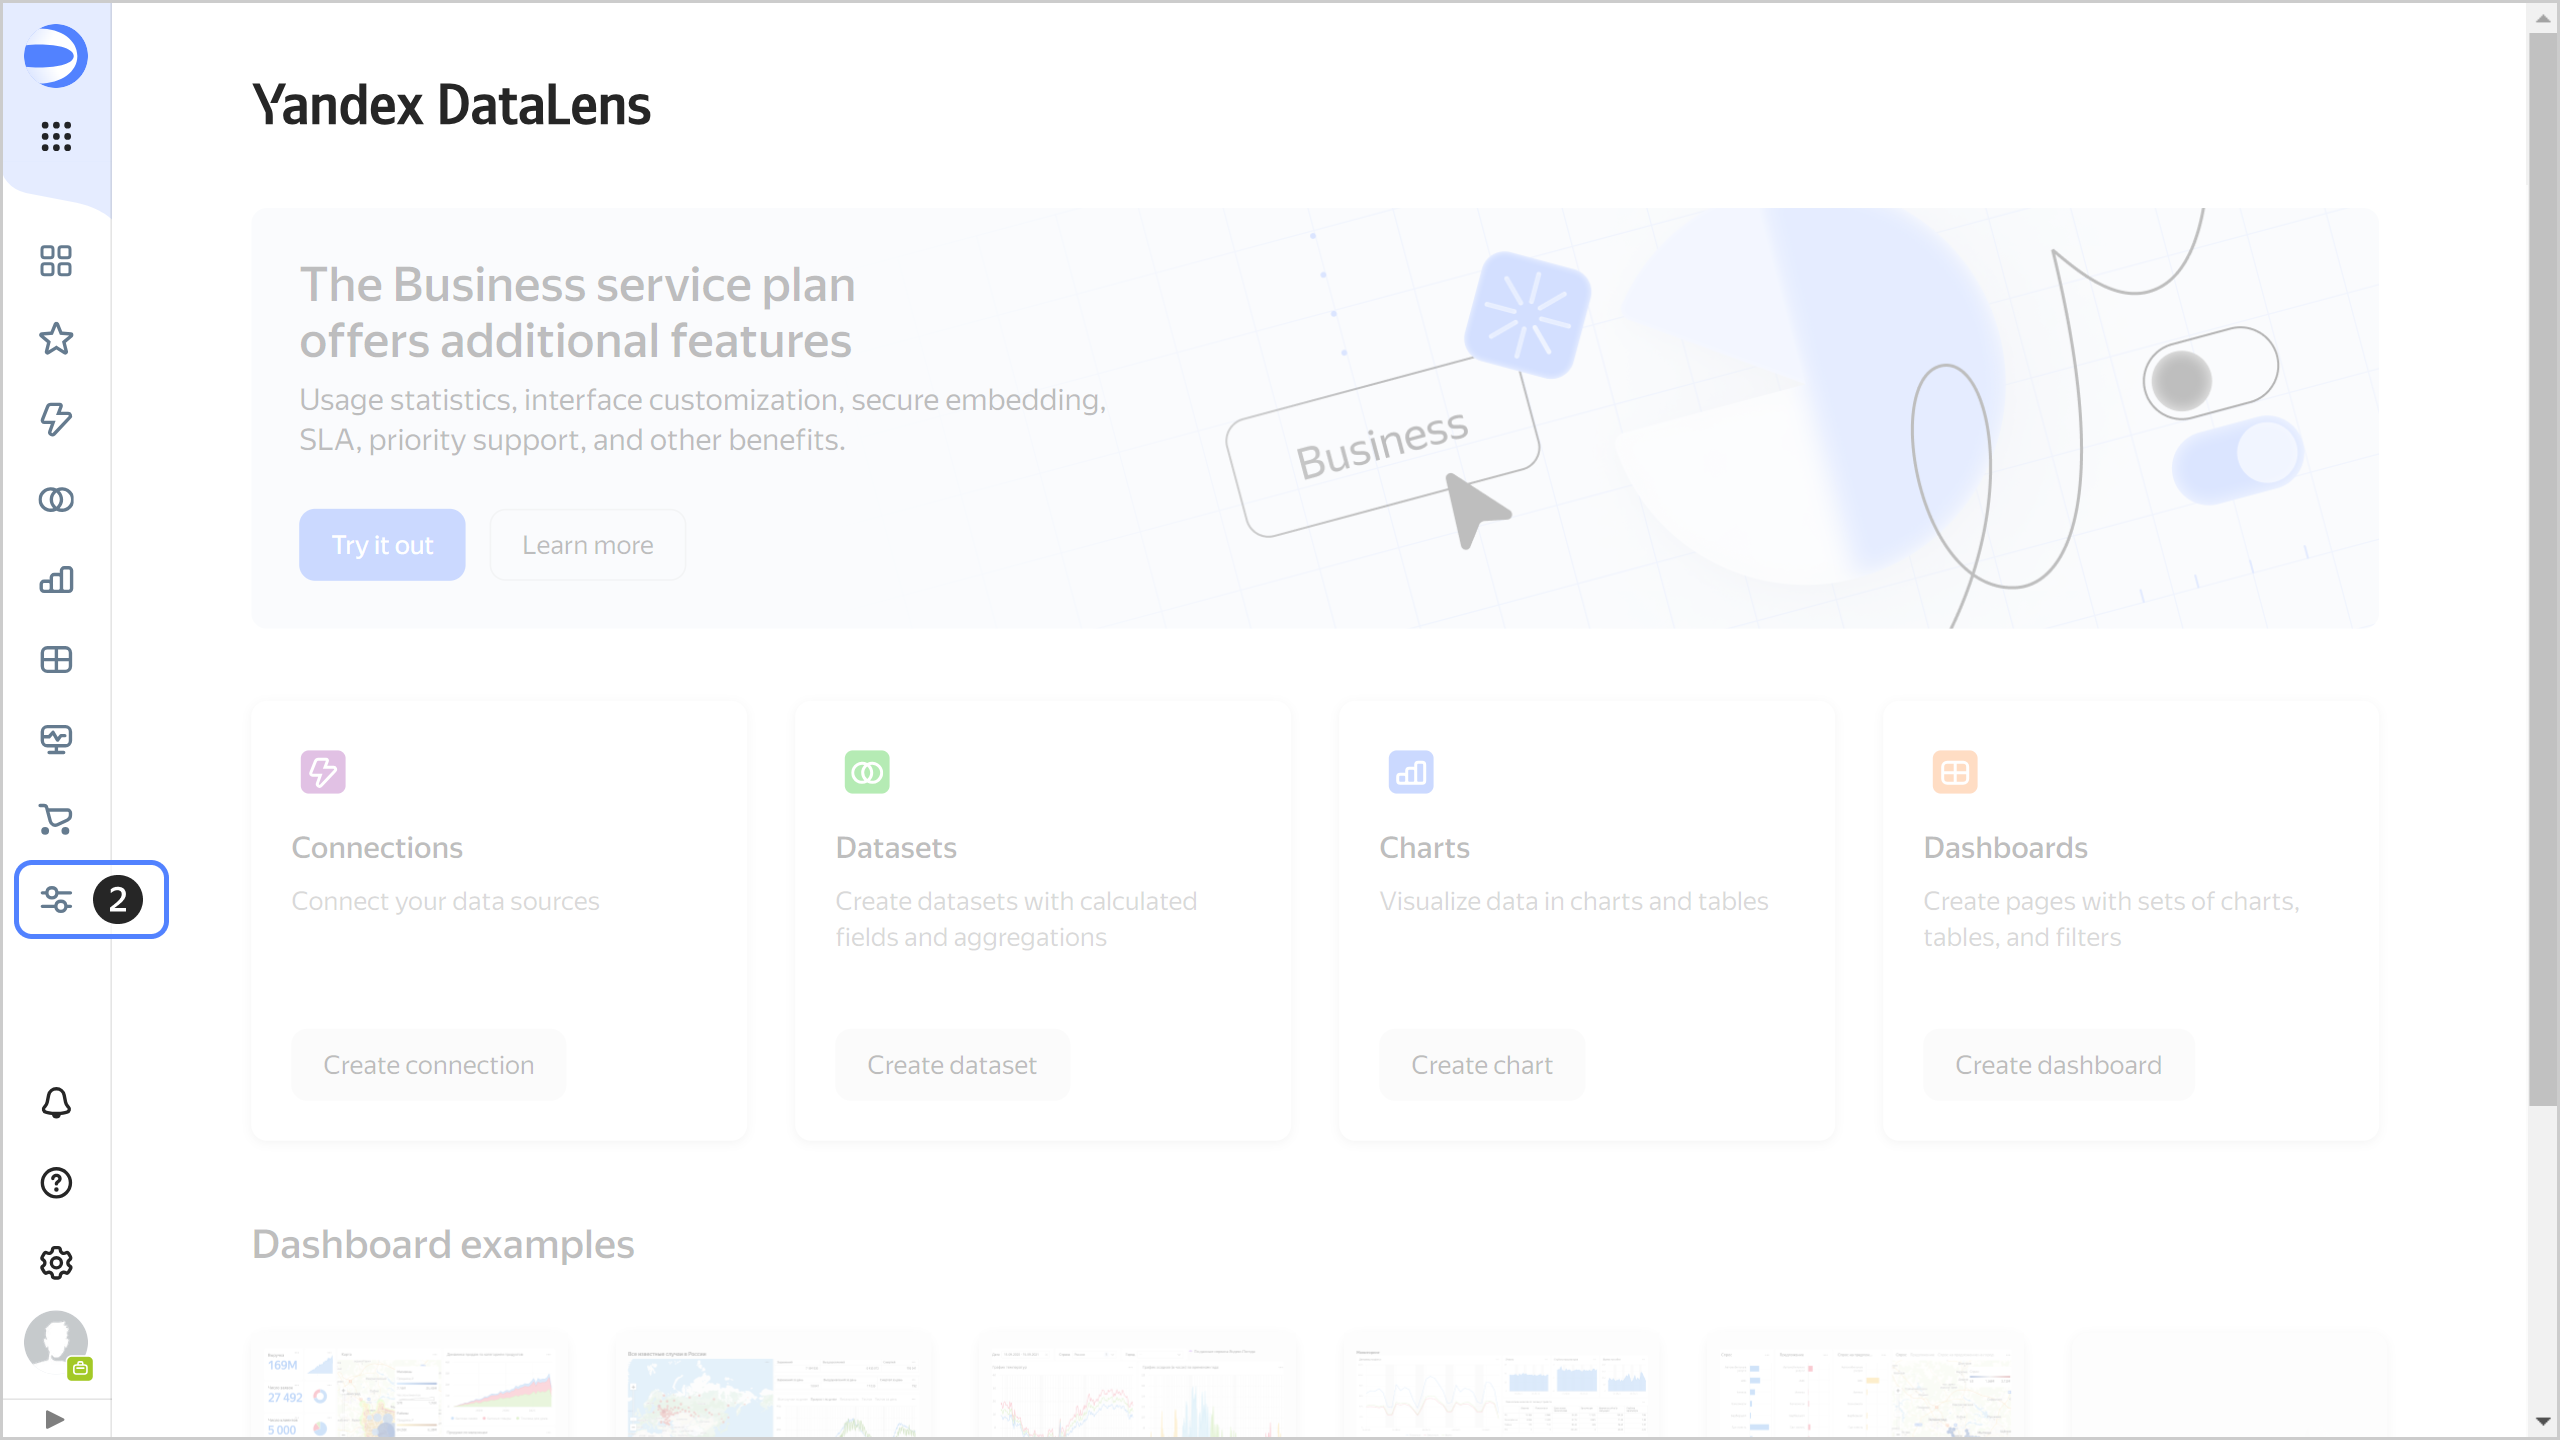 Yandex DataLens
The Business service plan
offers additional features
Usage statistics, interface customization, secure embedding,
SLA, priority support, and other benefits.
Try it out
Learn more
Business
Connections
Connect your data sources
Create connection
Datasets
Create datasets with calculated
fields and aggregations
Create dataset
Charts
Visualize data in charts and tables
Create chart
Dashboards
Create pages with sets of charts,
tables, and filters
Create dashboard
2
Dashboard examples
169M
27 492
5 000